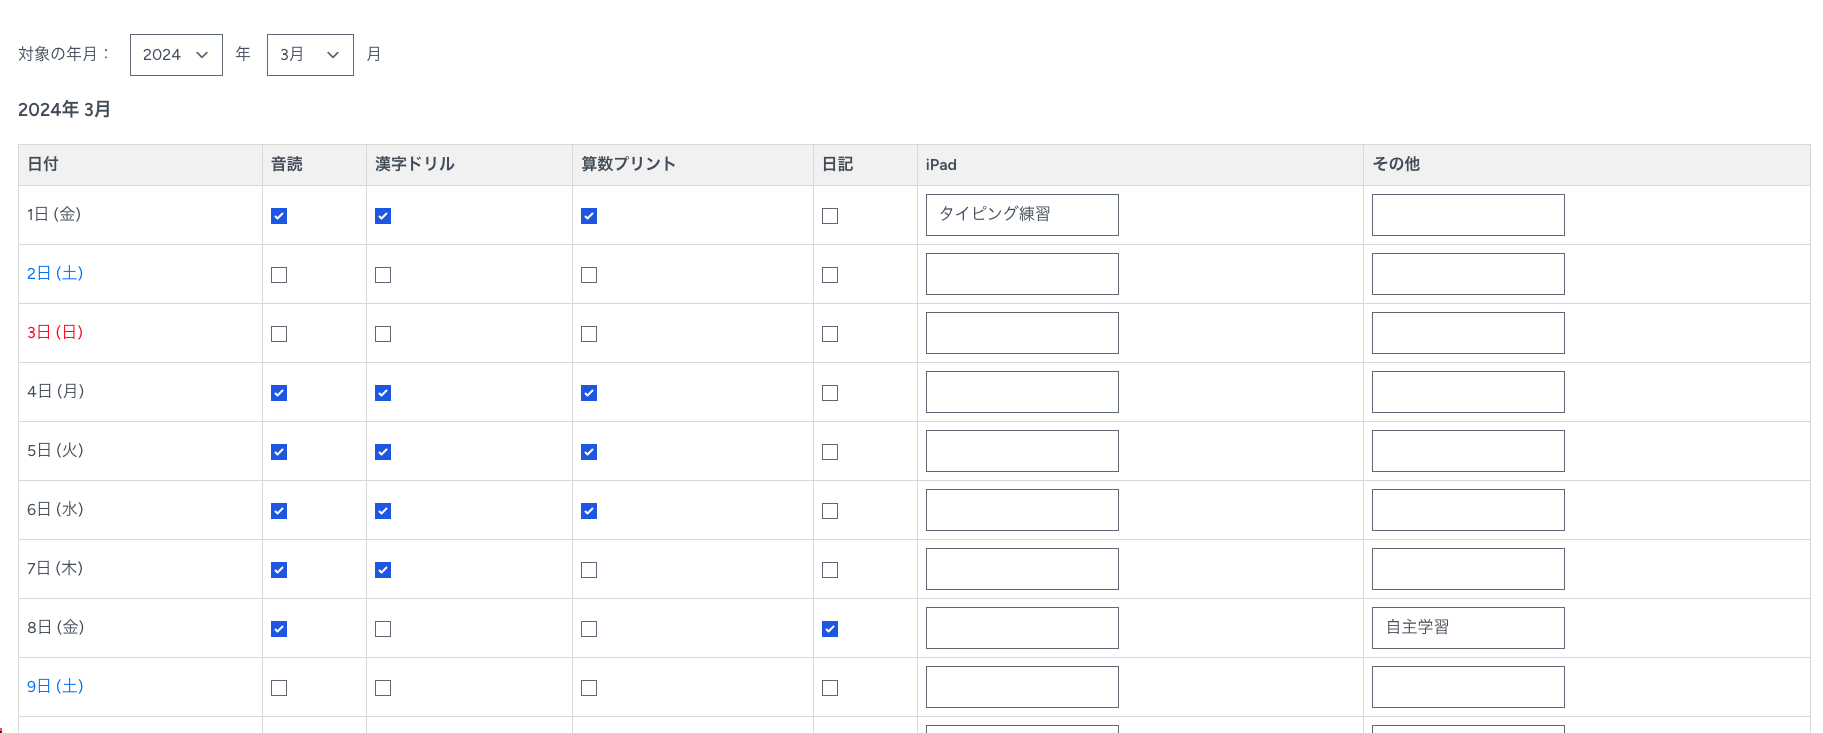 対象の年月： 2024 年 3月 月
2024年 3月
日付 音読 漢字ドリル 算数プリント 日記 iPad その他
1日 (金) タイピング練習
2日 (土)
3日 (日)
4日 (月)
5日 (火)
6日 (水)
7日 (木)
8日 (金) 自主学習
9日 (土)